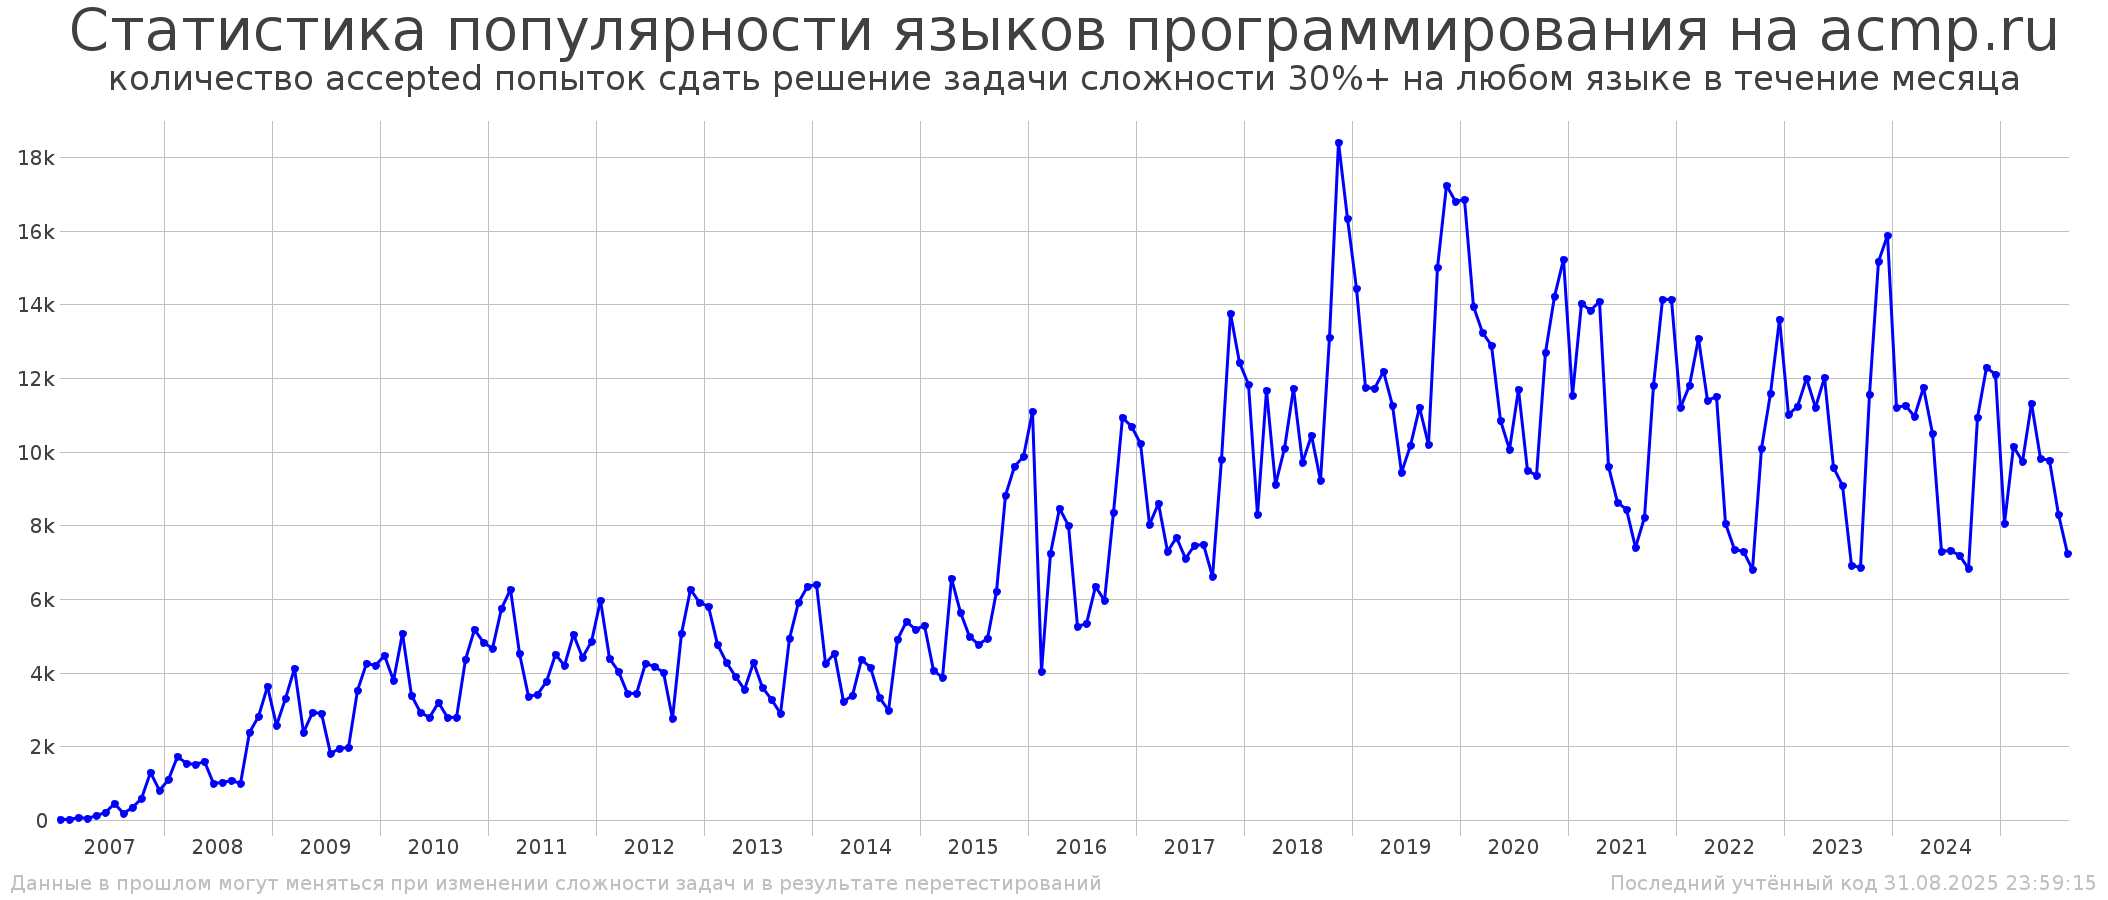 Статистика популярности языков программирования на acmp.ru
количество accepted попыток сдать решение задачи сложности 30%+ на любом языке в течение месяца
18k
16k
14k
12k
10k
8k
6k
4k
2k
0
2007 2008 2009 2010 2011 2012 2013 2014 2015 2016 2017 2018 2019 2020 2021 2022 2023 2024
Данные в прошлом могут меняться при изменении сложности задач и в результате перетестирований
Последний учтённый код 31.08.2025 23:59:15